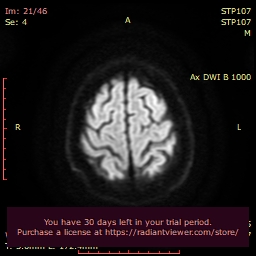 Im: 21/46
Se: 4
A
STP107
STP107
M
Ax DWI B 1000
R
L
You have 30 days left in your trial period.
Purchase a license at https://radiantviewer.com/store/